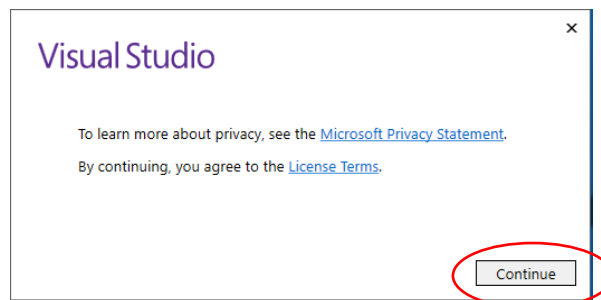 Visual Studio
To learn more about privacy, see the Microsoft Privacy Statement.
By continuing, you agree to the License Terms.
Continue